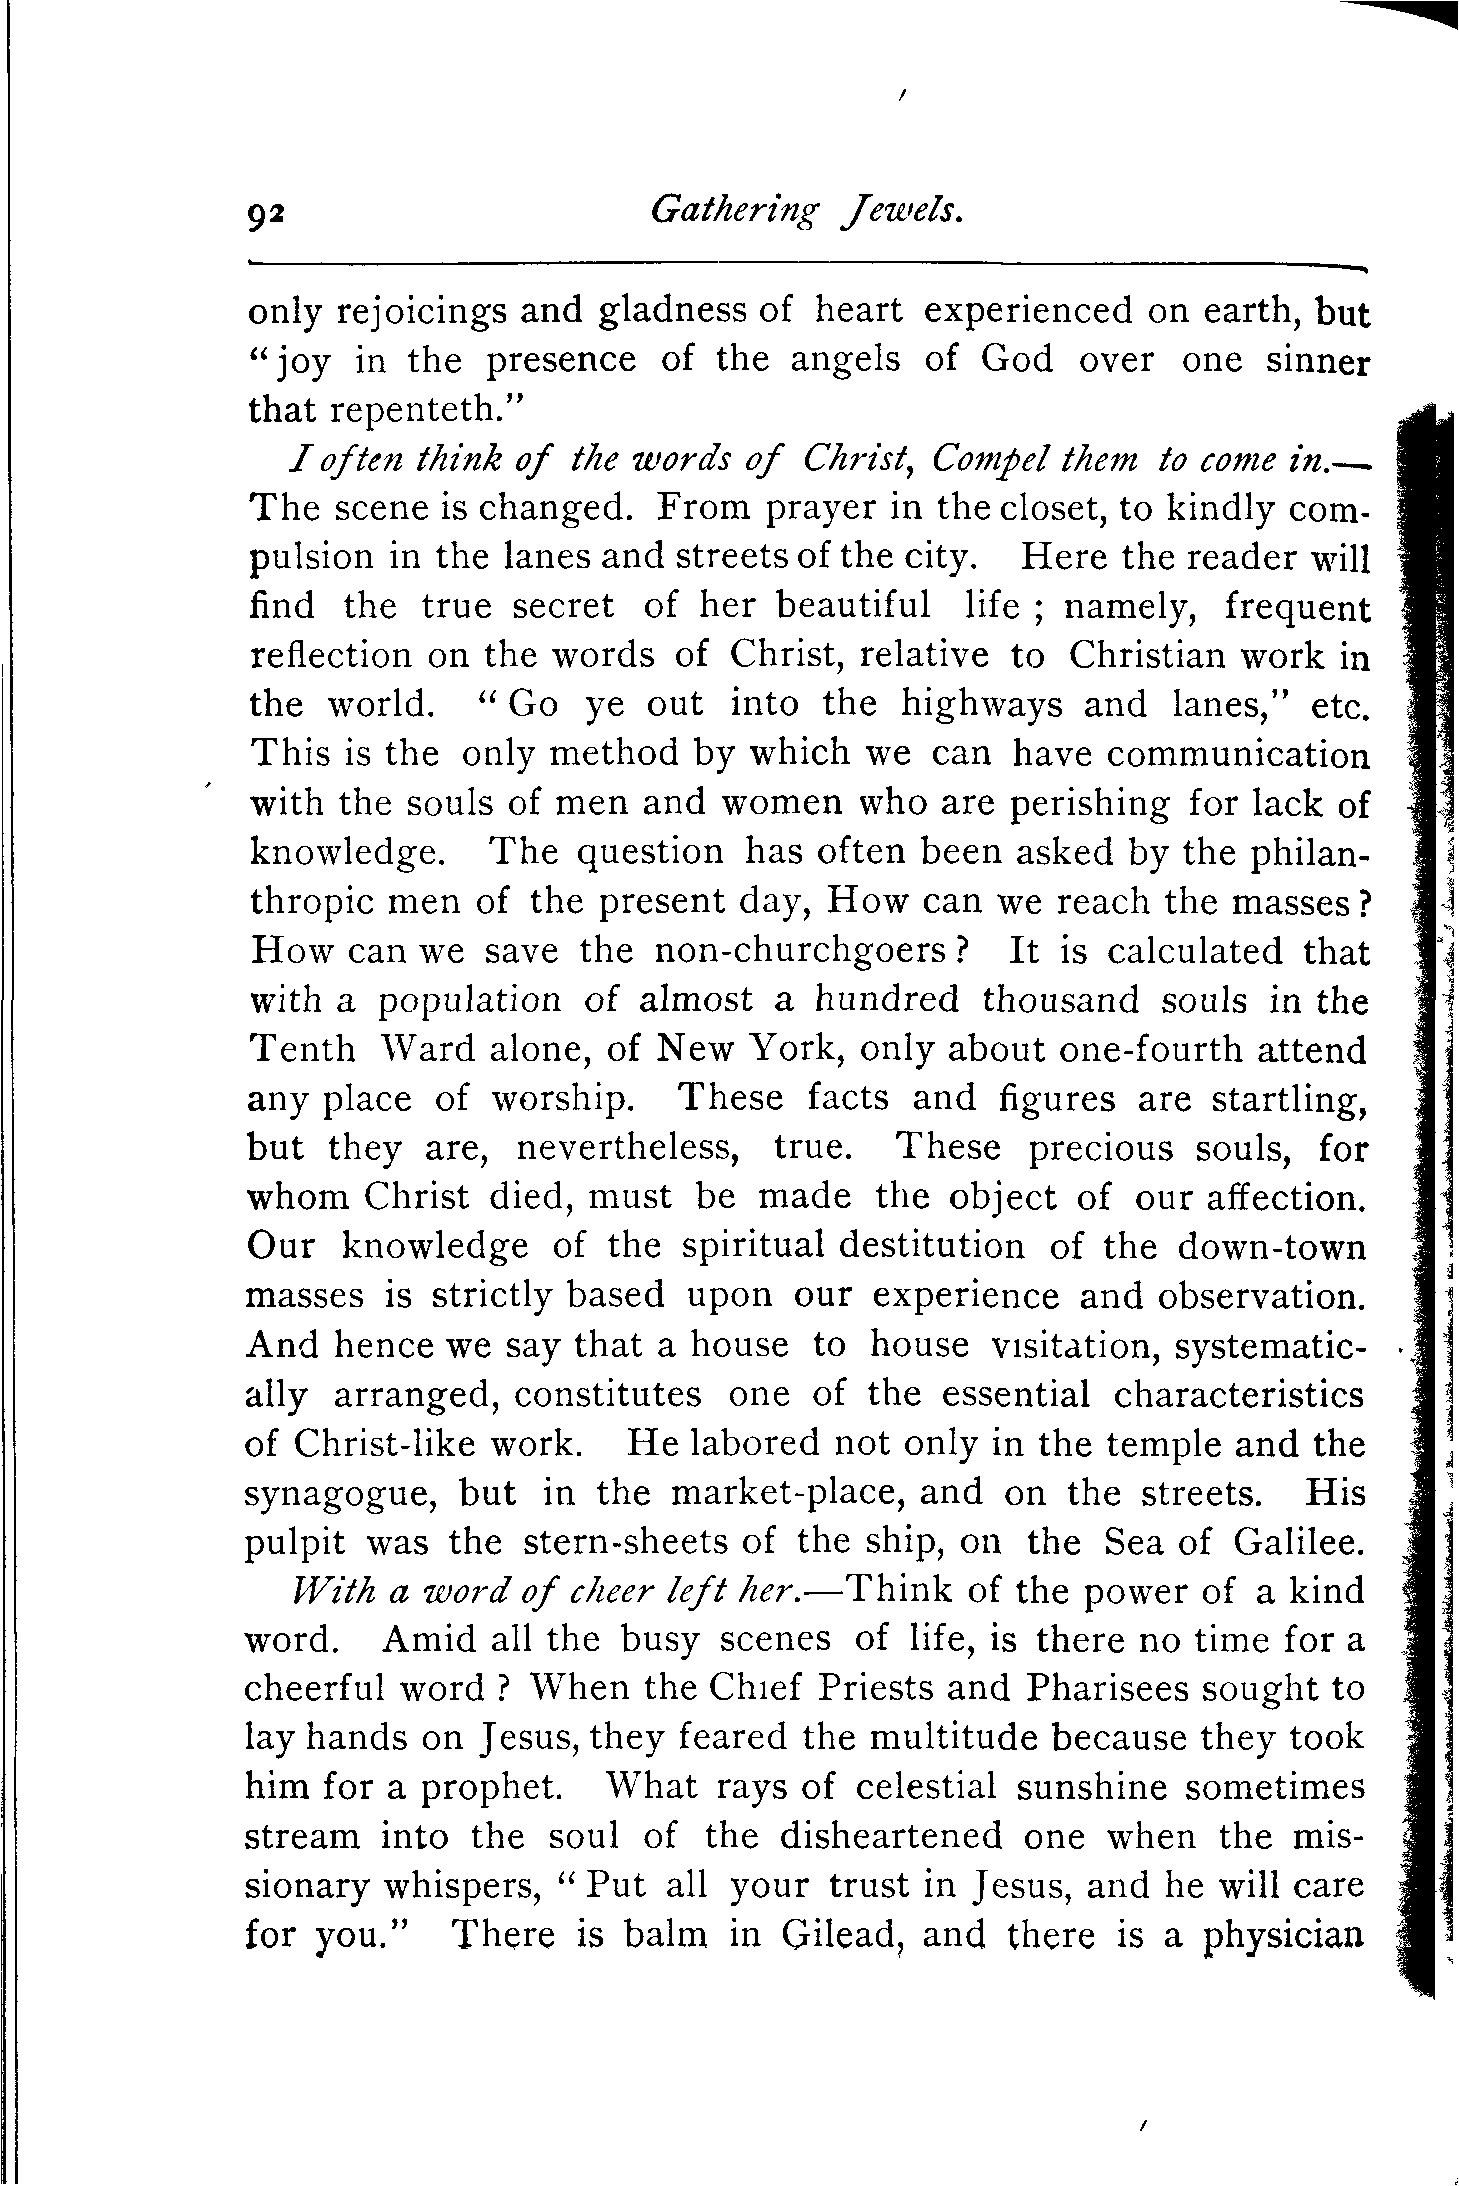 92 Gathering Jewels.
only rejoicings and gladness of heart experienced on earth, but
“joy in the presence of the angels of God over one sinner
that repenteth.”
I often think of the words of Christ, Compel them to come in.—
The scene is changed. From prayer in the closet, to kindly com-
pulsion in the lanes and streets of the city. Here the reader will
find the true secret of her beautiful life ; namely, frequent
reflection on the words of Christ, relative to Christian work in
the world. “ Go ye out into the highways and lanes,” etc.
This is the only method by which we can have communication
with the souls of men and women who are perishing for lack of
knowledge. The question has often been asked by the philan-
thropic men of the present day, How can we reach the masses ?
How can we save the non-churchgoers ? It is calculated that
with a population of almost a hundred thousand souls in the
Tenth Ward alone, of New York, only about one-fourth attend
any place of worship. These facts and figures are startling,
but they are, nevertheless, true. These precious souls, for
whom Christ died, must be made the object of our affection.
Our knowledge of the spiritual destitution of the down-town
masses is strictly based upon our experience and observation.
And hence we say that a house to house visitation, systematic-
ally arranged, constitutes one of the essential characteristics
of Christ-like work. He labored not only in the temple and the
synagogue, but in the market-place, and on the streets. His
pulpit was the stern-sheets of the ship, on the Sea of Galilee.
With a word of cheer left her.—Think of the power of a kind
word. Amid all the busy scenes of life, is there no time for a
cheerful word ? When the Chief Priests and Pharisees sought to
lay hands on Jesus, they feared the multitude because they took
him for a prophet. What rays of celestial sunshine sometimes
stream into the soul of the disheartened one when the mis-
sionary whispers, “ Put all your trust in Jesus, and he will care
for you.” There is balm in Gilead, and there is a physician